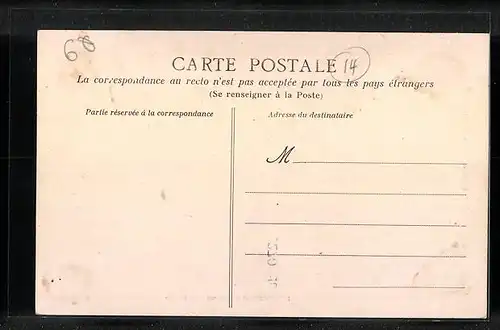 68
CARTE POSTALE 14
La correspondance au recto n'est pas acceptée par tous les pays étrangers
(Se renseigner à la Poste)
Partie réservée à la correspondance
Adresse du destinataire
M